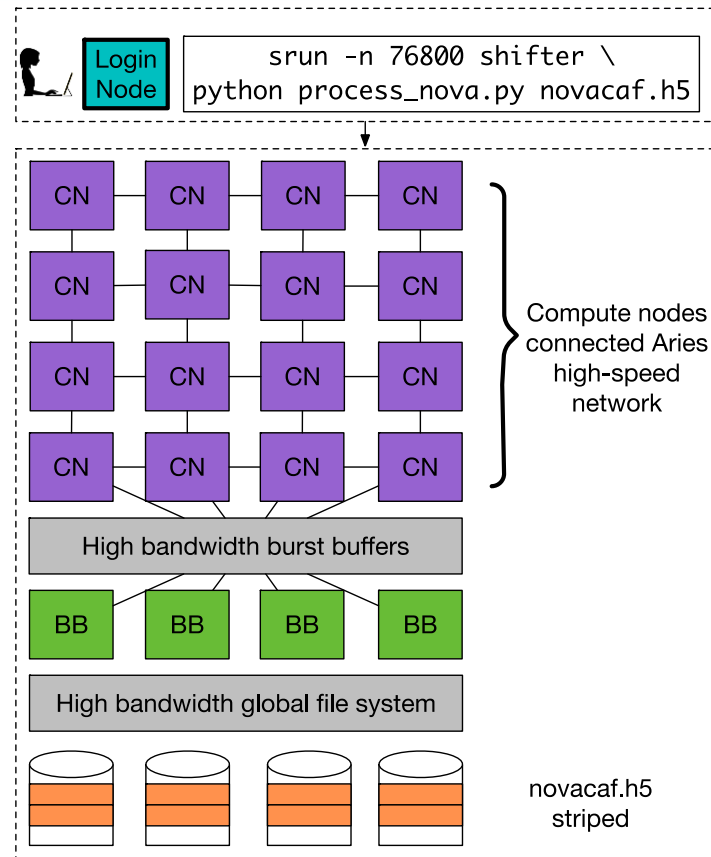 Login
Node
srun -n 76800 shifter \
python process_nova.py novacaf.h5
CN CN CN CN
CN CN CN CN
CN CN CN CN
CN CN CN CN
Compute nodes
connected Aries
high-speed
network
High bandwidth burst buffers
BB BB BB BB
High bandwidth global file system
novacaf.h5
striped